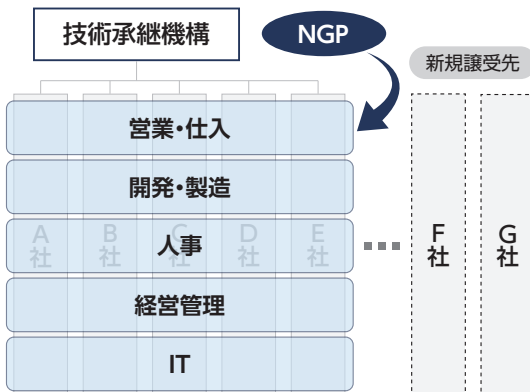 技術承継機構
NGP
新規譲受先
営業・仕入
開発・製造
A社
B社
C社
D社
E社
人事
F社
G社
経営管理
IT